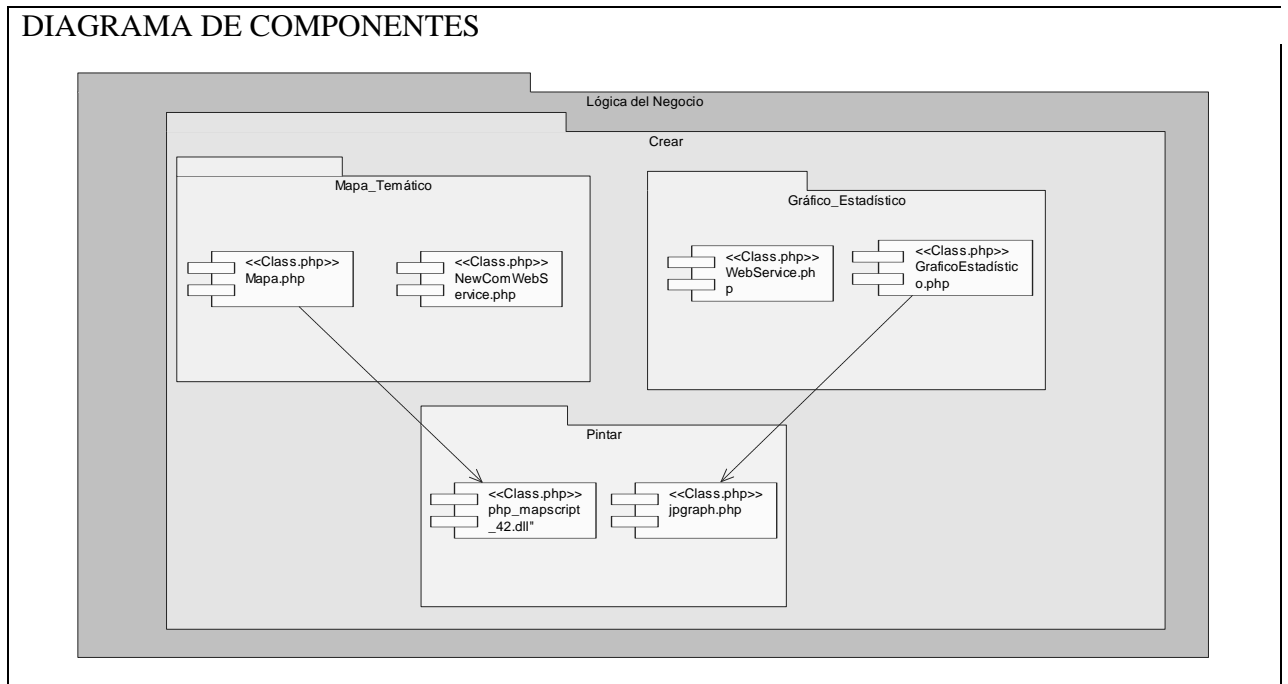 DIAGRAMA DE COMPONENTES
Lógica del Negocio
Crear
Mapa_Temático
Gráfico_Estadístico
<<Class.php>>
Mapa.php
<<Class.php>>
NewComWebS
ervice.php
<<Class.php>>
WebService.ph
p
<<Class.php>>
GraficoEstadístic
o.php
Pintar
<<Class.php>>
php_mapscript
_42.dll"
<<Class.php>>
jpgraph.php